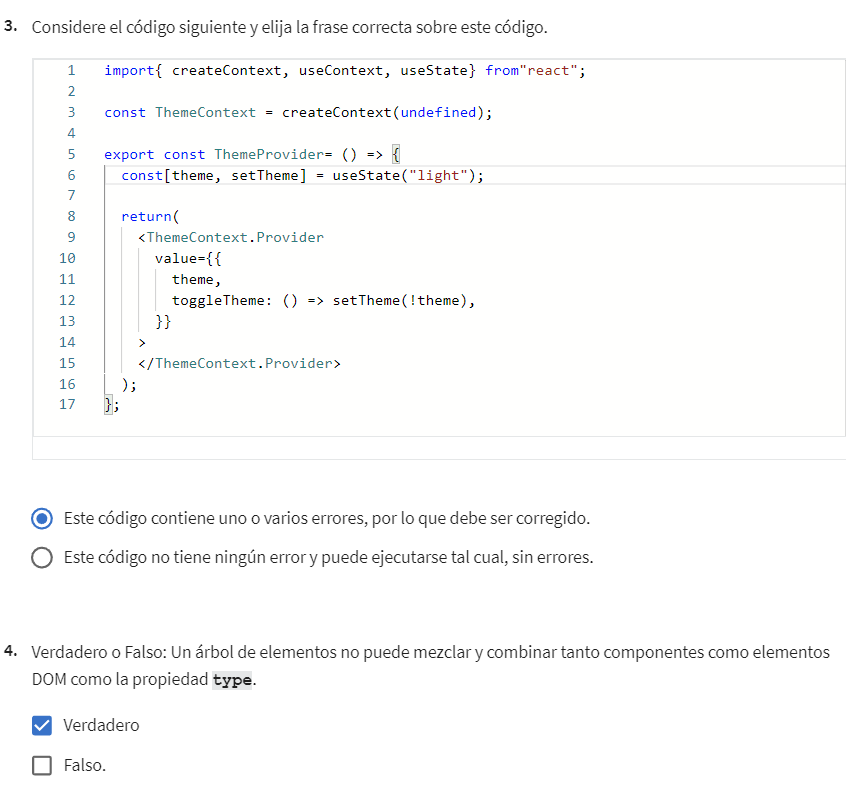 3. Considere el código siguiente y elija la frase correcta sobre este código.
1 import{ createContext, useContext, useState} from"react";
2
3 const ThemeContext = createContext(undefined);
4
5 export const ThemeProvider= () => {
6 const[theme, setTheme] = useState("light");
7
8 return(
9 <ThemeContext.Provider
10 value={{
11 theme,
12 toggleTheme: () => setTheme(!theme),
13 }}
14 >
15 </ThemeContext.Provider>
16 );
17 };
Este código contiene uno o varios errores, por lo que debe ser corregido.
Este código no tiene ningún error y puede ejecutarse tal cual, sin errores.
4. Verdadero o Falso: Un árbol de elementos no puede mezclar y combinar tanto componentes como elementos
DOM como la propiedad type.
Verdadero
Falso.